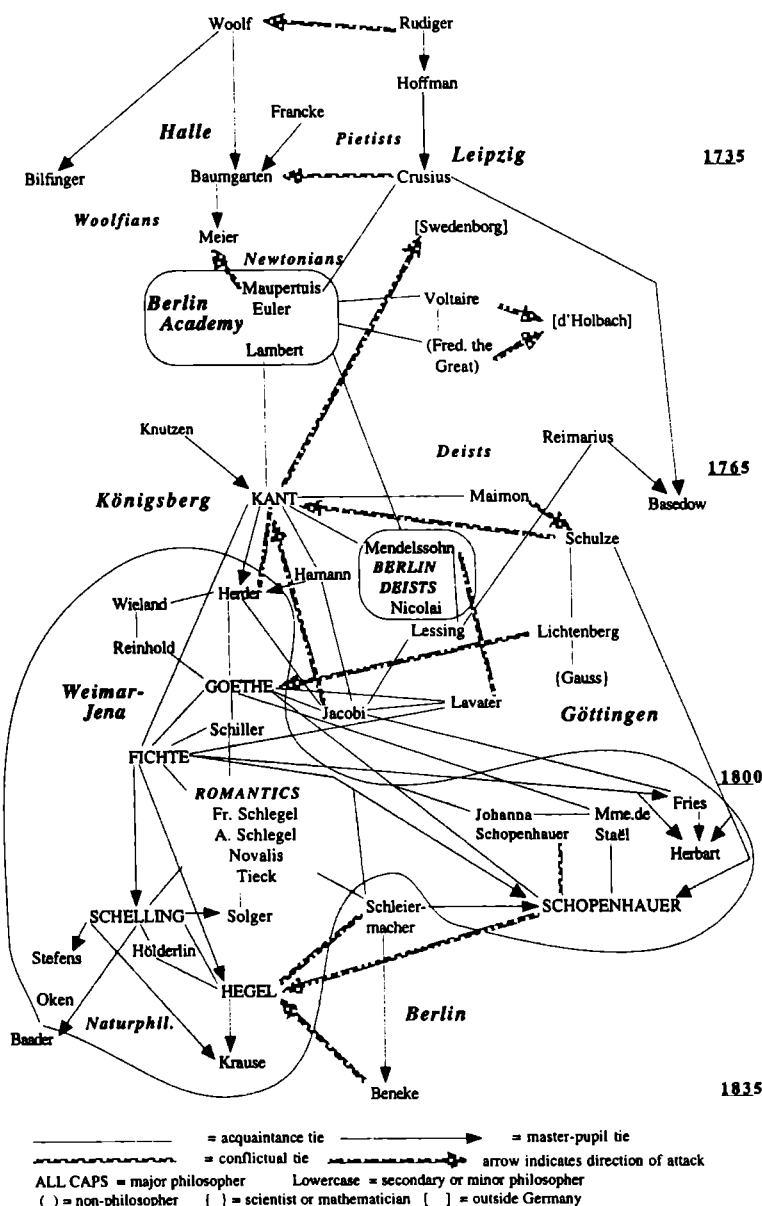 Woolf Rudiger
Hoffman
Francke
Halle Pietists
Leipzig 1735
Bilfinger Baumgarten Crusius
Woolfians [Swedenborg]
Meier
Newtonians
Maupertuis
Berlin Euler Voltaire
Academy [d'Holbach]
(Fred. the
Lambert Great)
Knutzen Reimarius
Deists
1765
Königsberg KANT Maimon Basedow
Schulze
Mendelssohn
Hamann BERLIN
Herder DEISTS
Wieland Nicolai
Lessing Lichtenberg
Reinhold
{Gauss}
Weimar- GOETHE
Jena Jacobi Lavater Göttingen
Schiller
FICHTE
1800
ROMANTICS Fries
Fr. Schlegel Johanna Mme.de
A. Schlegel Schopenhauer Staël
Novalis Herbart
Tieck
SCHELLING Solger Schleier- SCHOPENHAUER
macher
Hölderlin
Stefens
HEGEL
Oken
Naturphil. Berlin
Baader
Krause
Beneke 1835
= acquaintance tie = master-pupil tie
= conflictual tie arrow indicates direction of attack
ALL CAPS = major philosopher Lowercase = secondary or minor philosopher
( ) = non-philosopher { } = scientist or mathematician [ ] = outside Germany